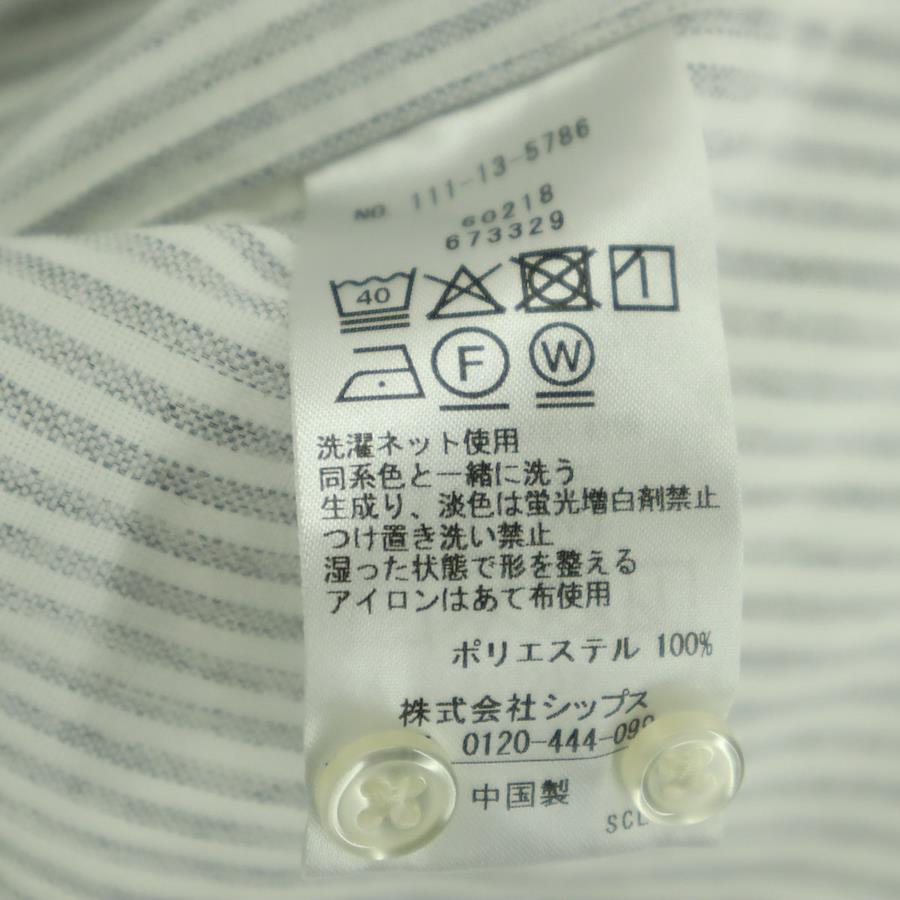 NO. 111-13-5786
60218
673329
40
F W
洗濯ネット使用
同系色と一緒に洗う
生成り、淡色は蛍光増白剤禁止
つけ置き洗い禁止
湿った状態で形を整える
アイロンはあて布使用
ポリエステル 100%
株式会社シップス
0120-444-09
中国製